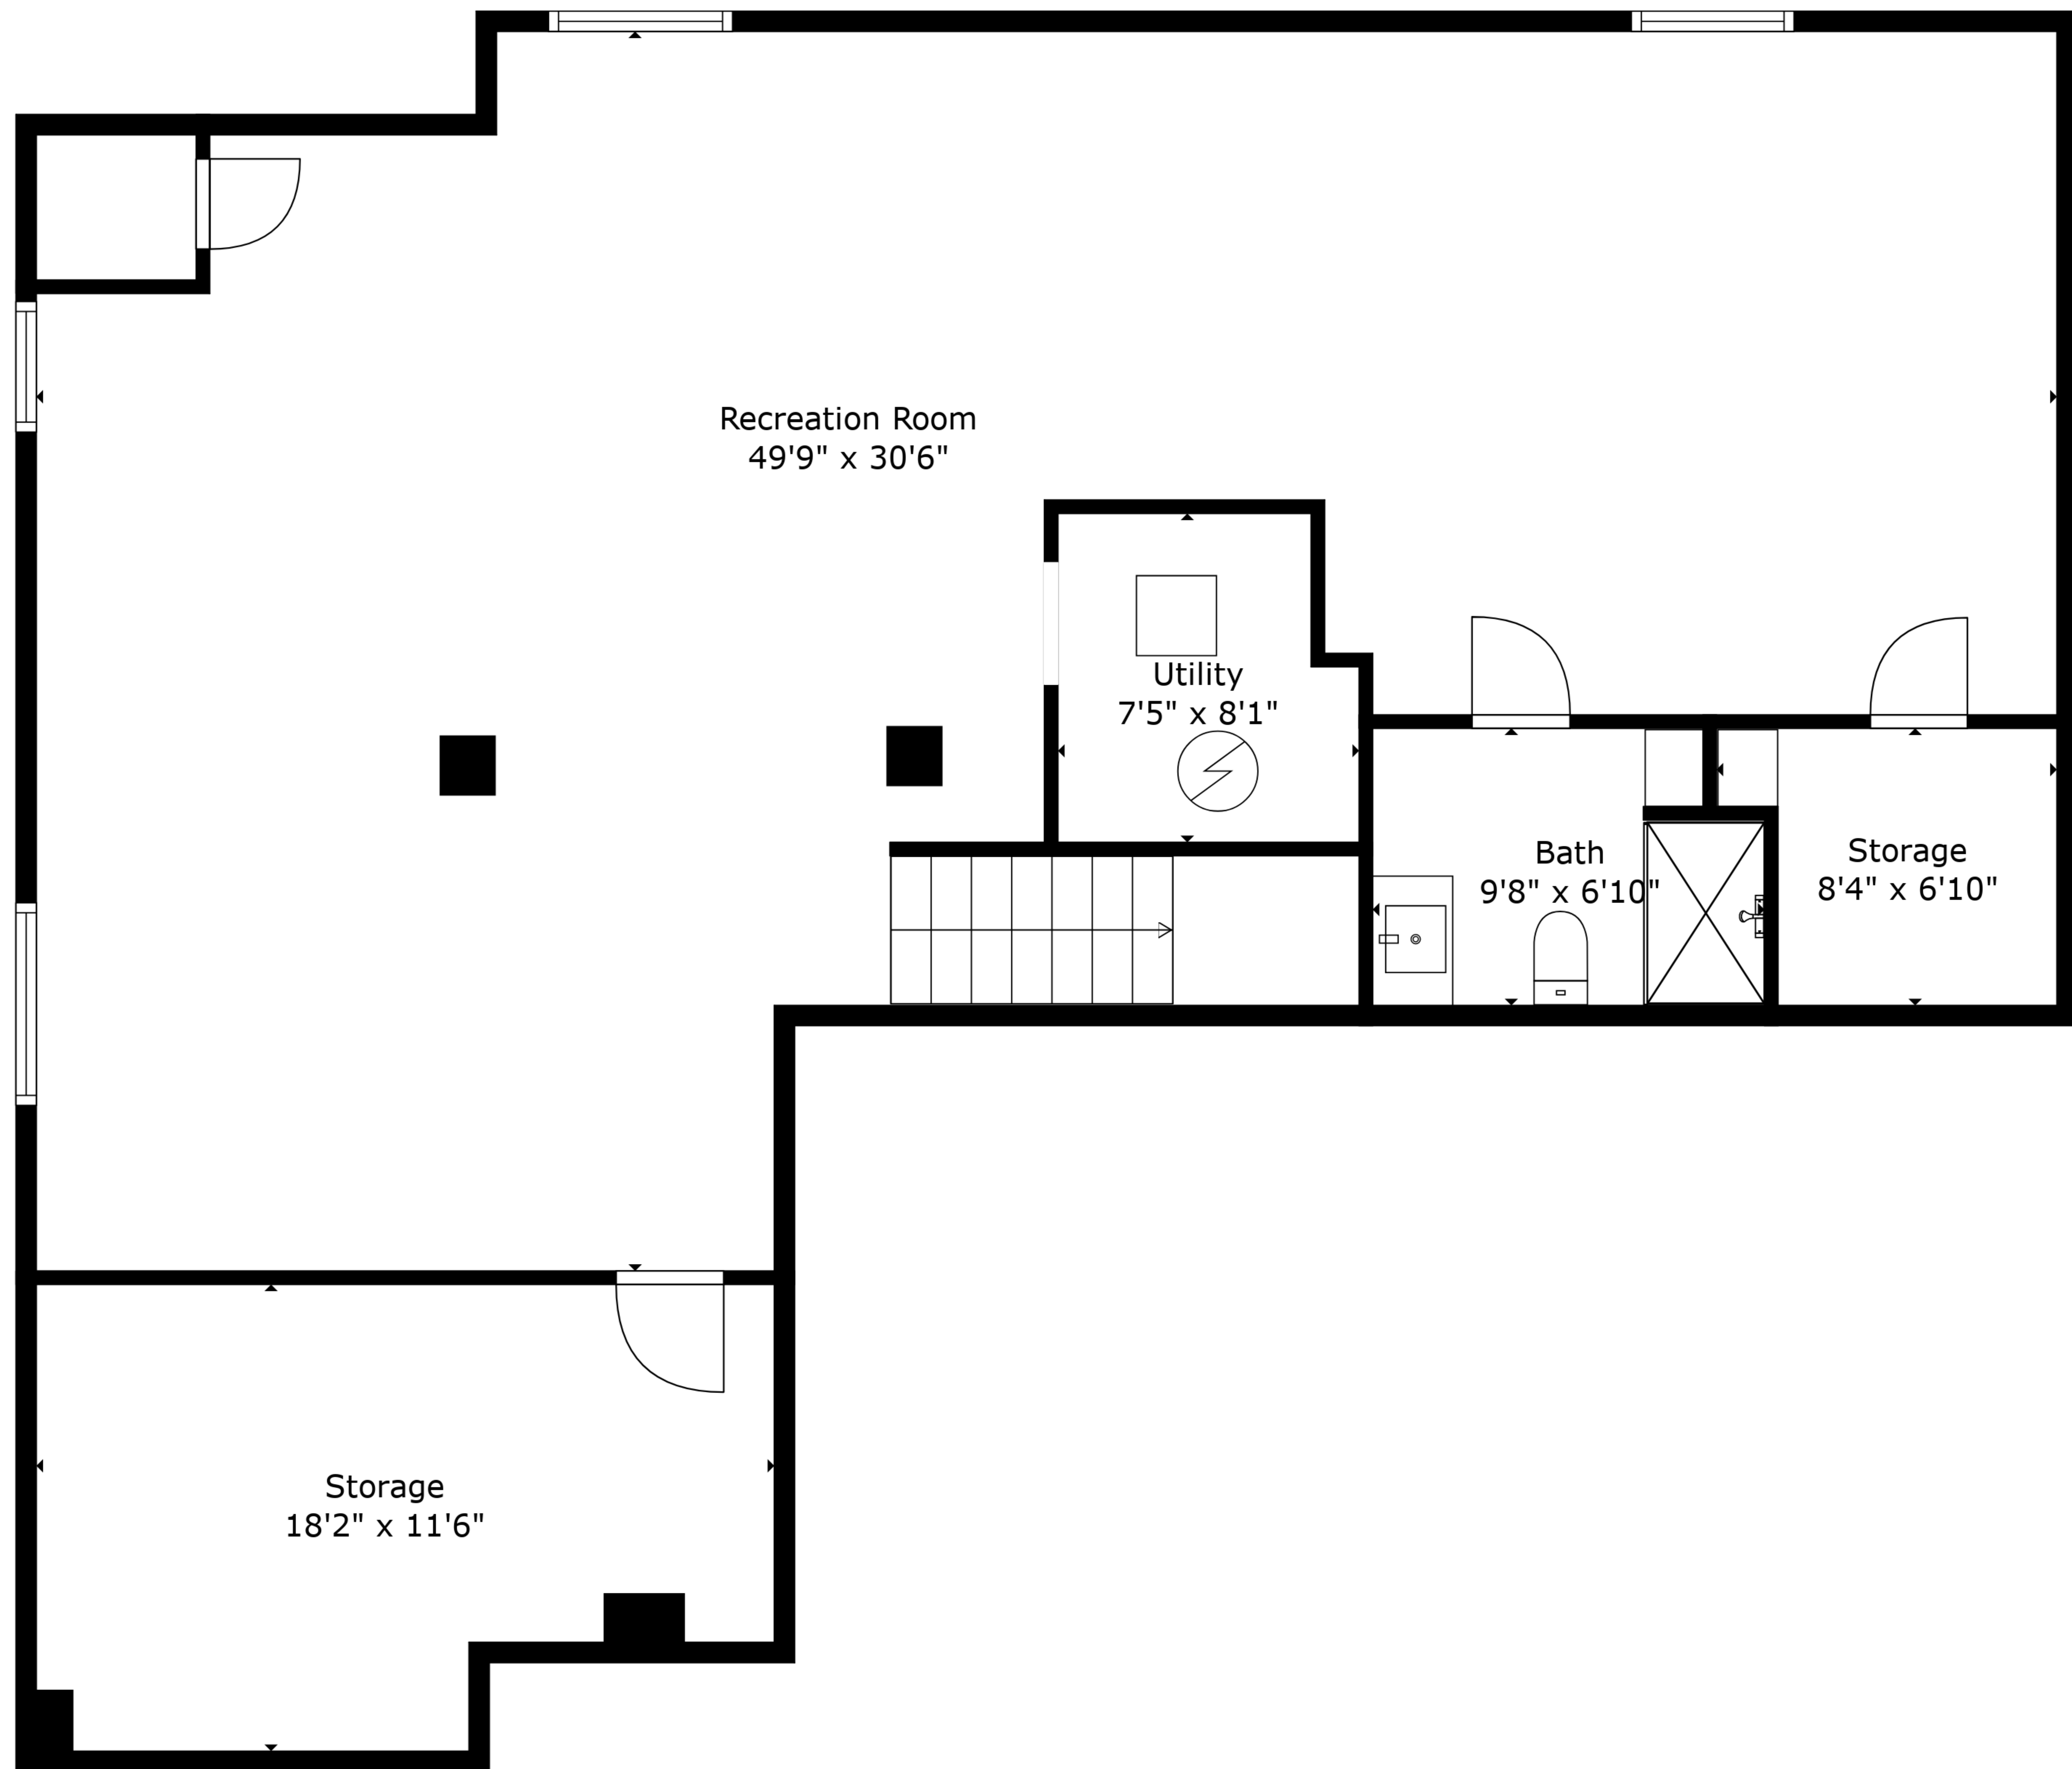 Recreation Room
49'9" x 30'6"
Utility
7'5" x 8'1"
Bath
9'8" x 6'10"
Storage
8'4" x 6'10"
Storage
18'2" x 11'6"